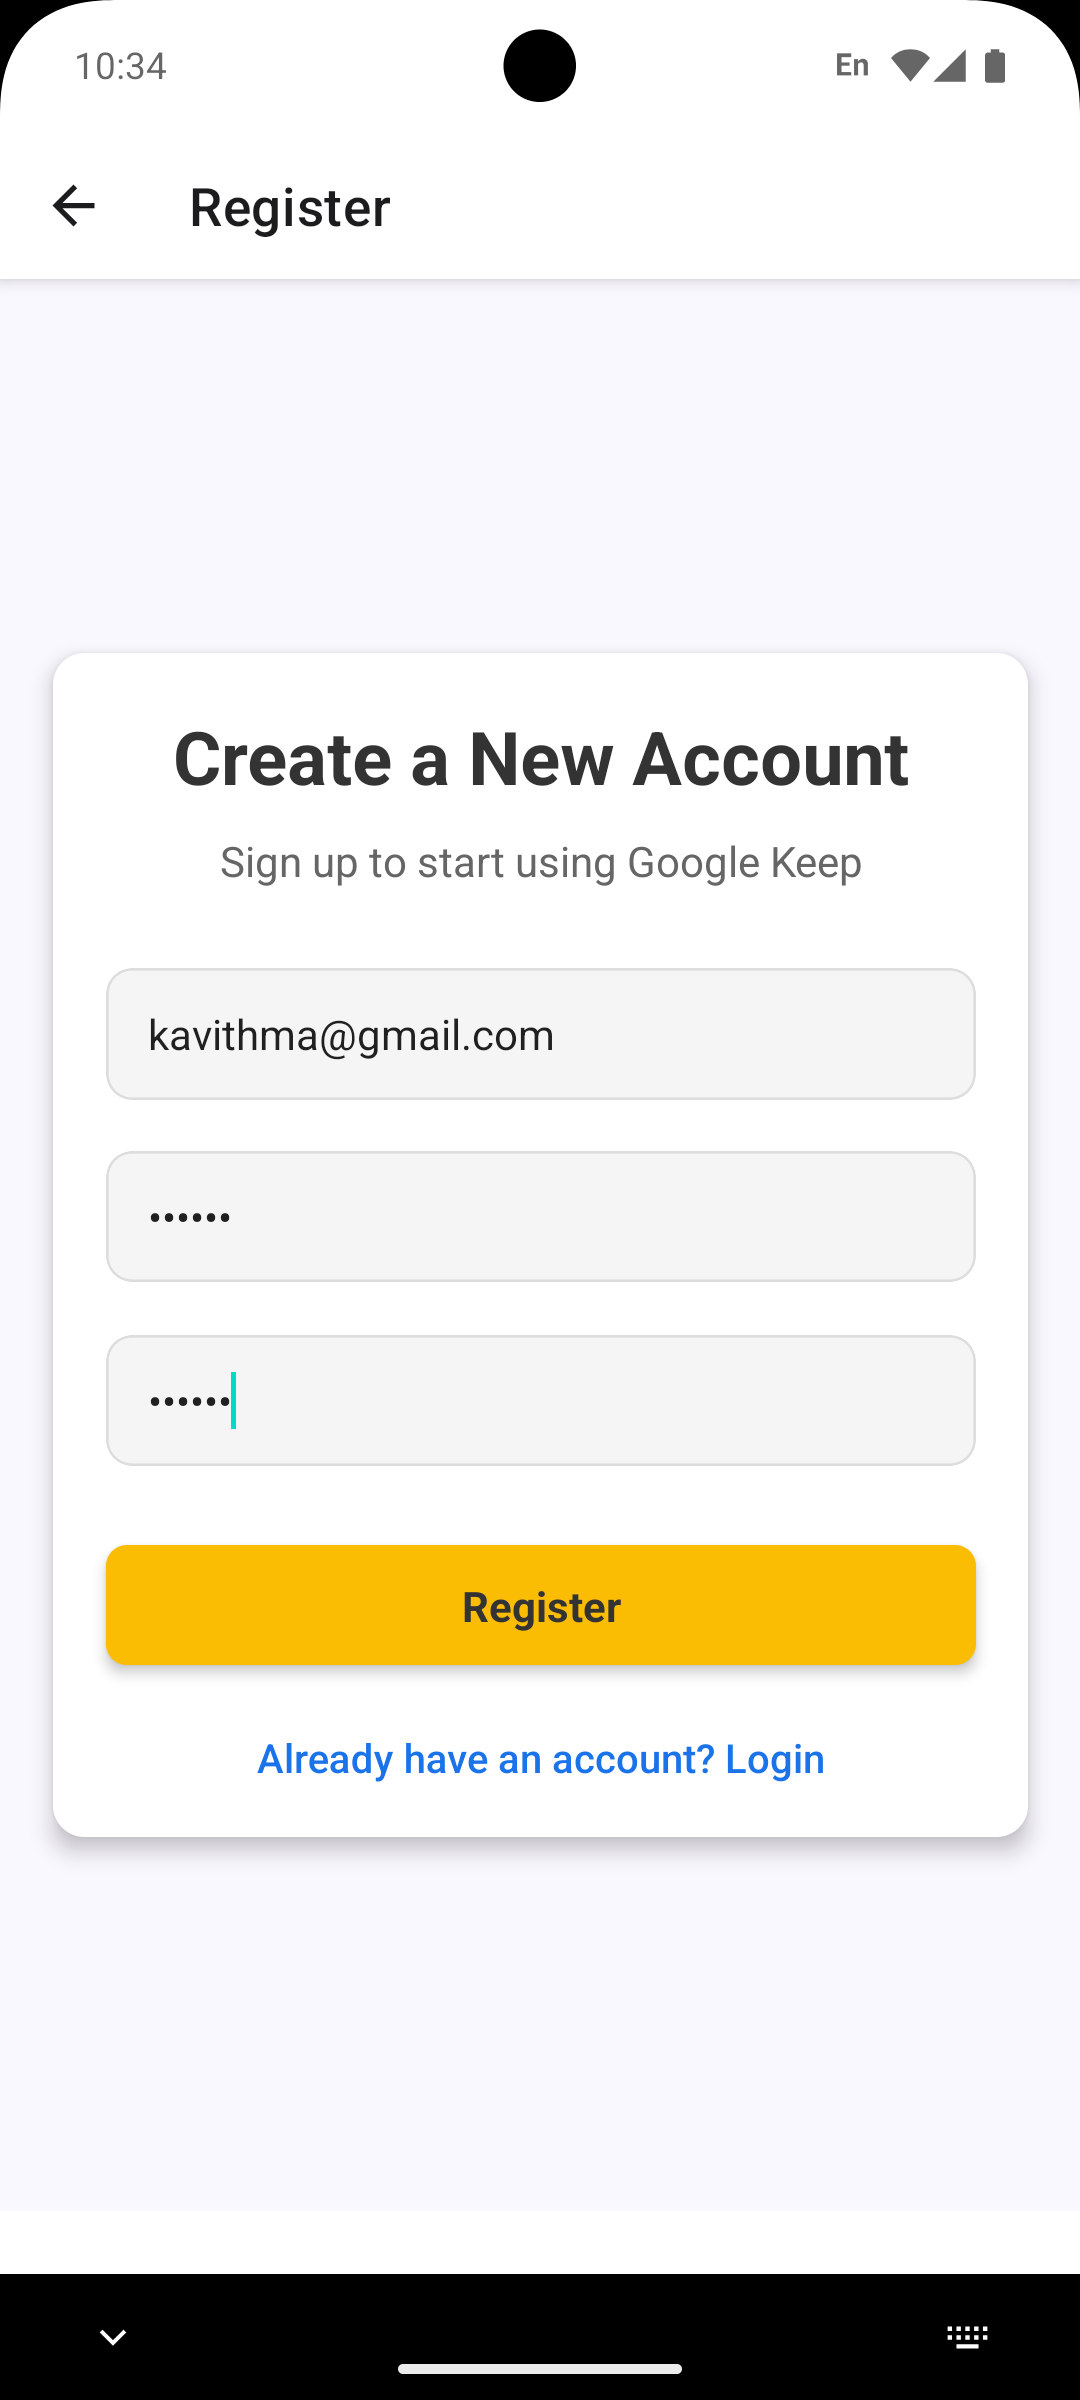 10:34
En
Register
Create a New Account
Sign up to start using Google Keep
kavithma@gmail.com
••••••
••••••
Register
Already have an account? Login